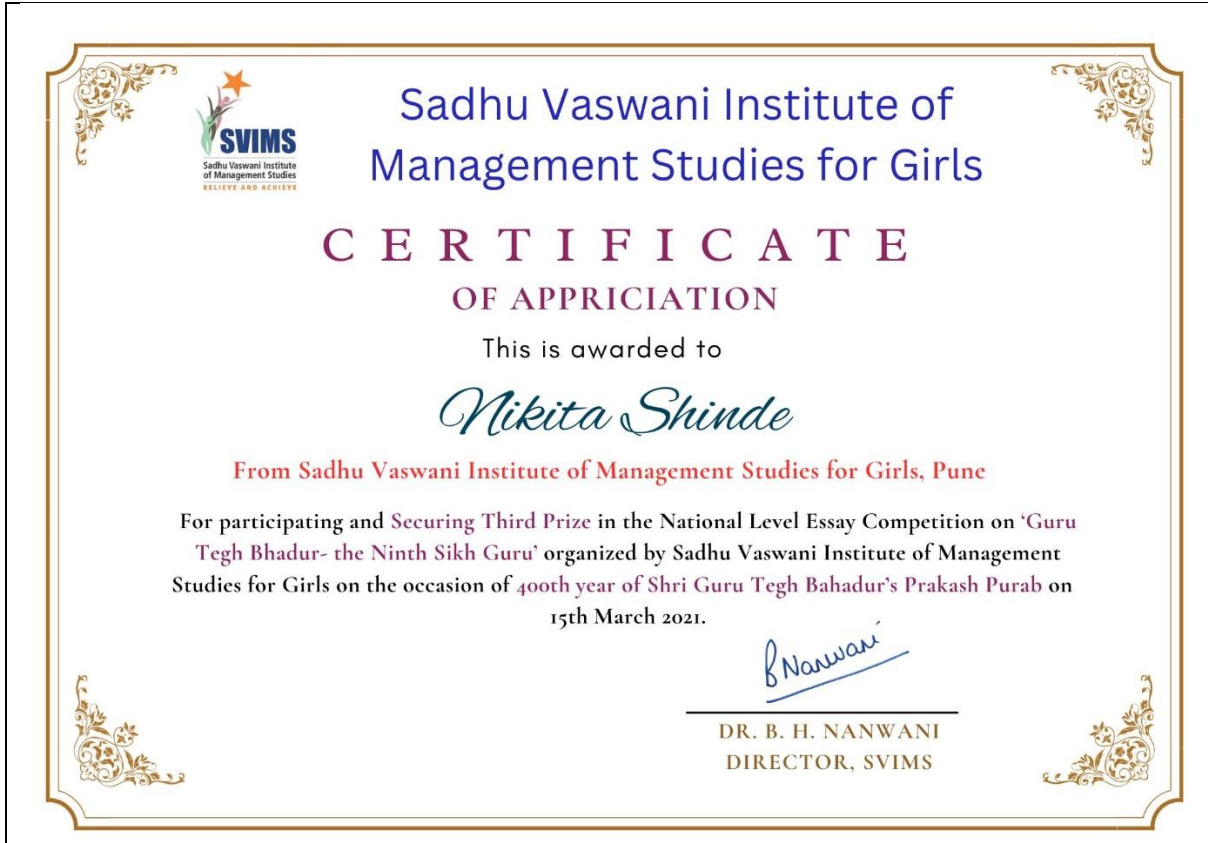 SVIMS
Sadhu Vaswani Institute
of Management Studies
BELIEVE AND ACHIEVE
Sadhu Vaswani Institute of
Management Studies for Girls
CERTIFICATE
OF APPRICIATION
This is awarded to
Nikita Shinde
From Sadhu Vaswani Institute of Management Studies for Girls, Pune
For participating and Securing Third Prize in the National Level Essay Competition on ‘Guru
Tegh Bhadur- the Ninth Sikh Guru’ organized by Sadhu Vaswani Institute of Management
Studies for Girls on the occasion of 400th year of Shri Guru Tegh Bahadur’s Prakash Purab on
15th March 2021.
BNanwani
DR. B. H. NANWANI
DIRECTOR, SVIMS